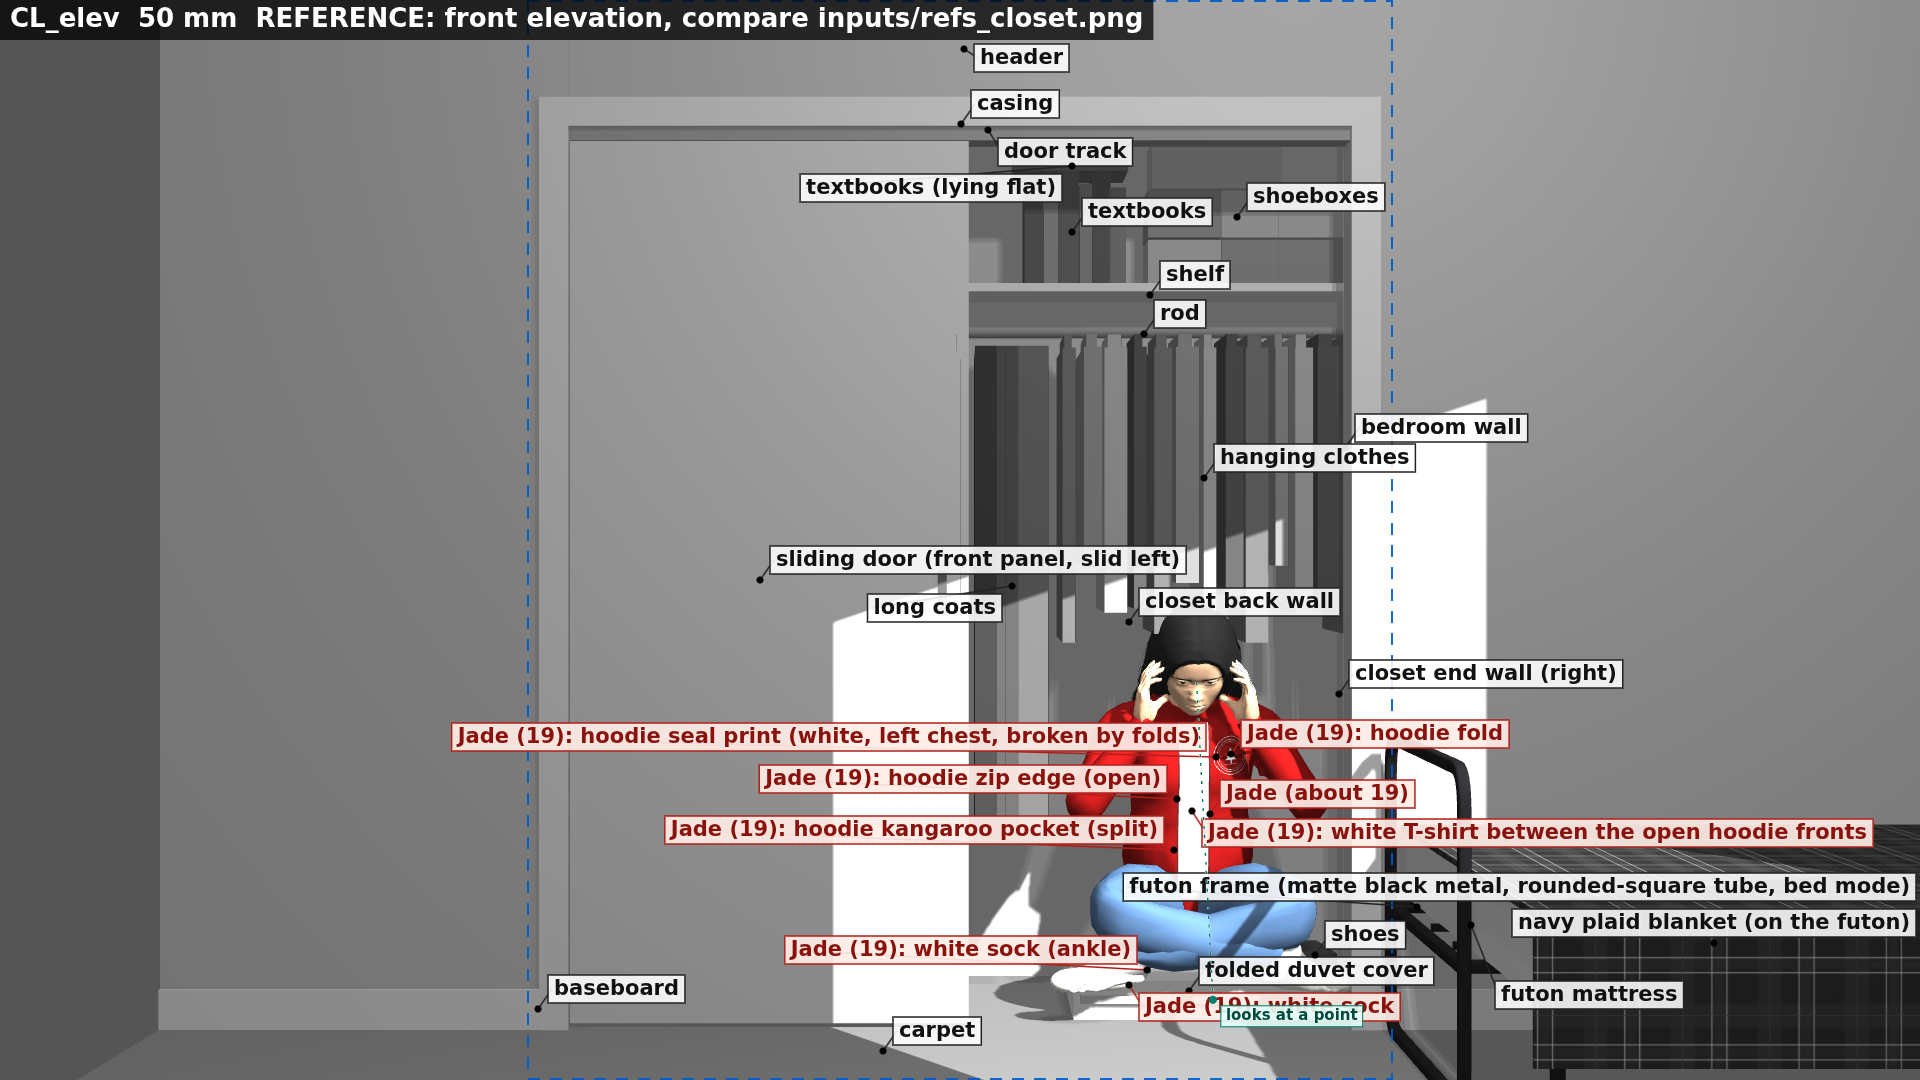 CL_elev  50 mm  REFERENCE: front elevation, compare inputs/refs_closet.png
header
casing
door track
textbooks (lying flat)
shoeboxes
textbooks
shelf
rod
bedroom wall
hanging clothes
sliding door (front panel, slid left)
long coats
closet back wall
closet end wall (right)
Jade (19): hoodie seal print (white, left chest, broken by folds)
Jade (19): hoodie fold
Jade (19): hoodie zip edge (open)
Jade (about 19)
Jade (19): hoodie kangaroo pocket (split)
Jade (19): white T-shirt between the open hoodie fronts
futon frame (matte black metal, rounded-square tube, bed mode)
navy plaid blanket (on the futon)
shoes
Jade (19): white sock (ankle)
folded duvet cover
baseboard
futon mattress
Jade (19): white sock
looks at a point
carpet